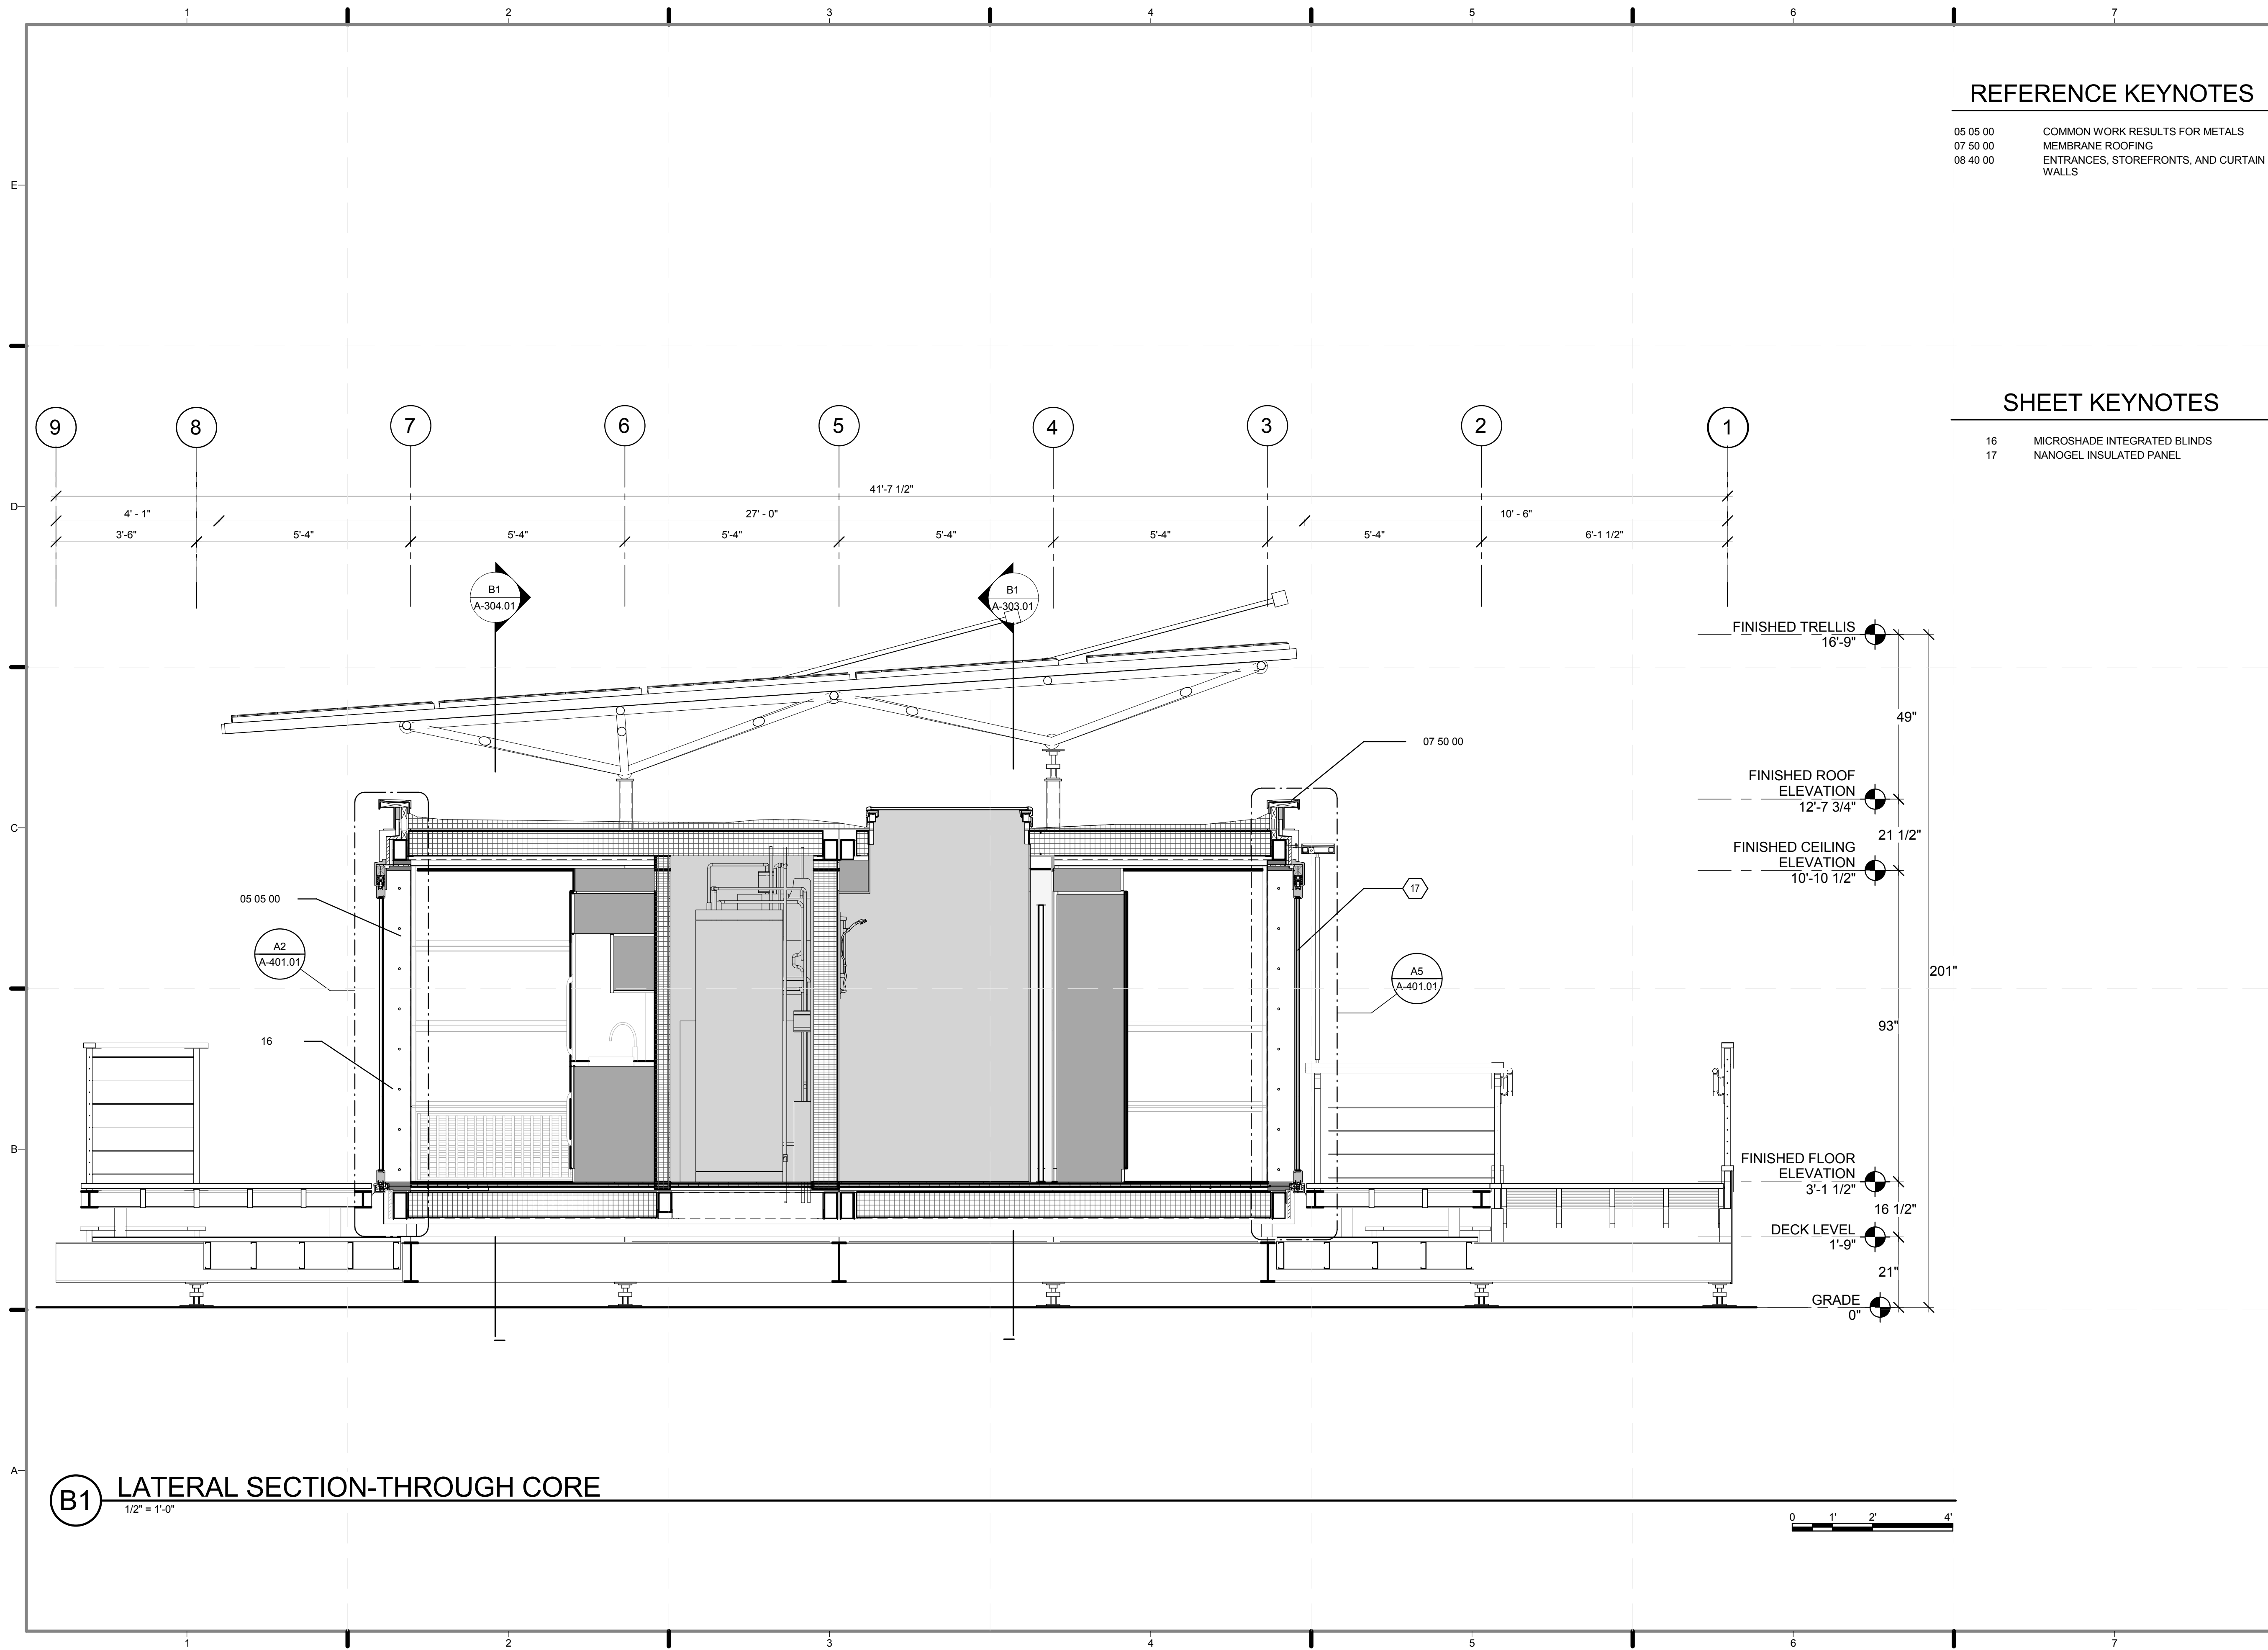 1 2 3 4 5 6 7
REFERENCE KEYNOTES
05 05 00 COMMON WORK RESULTS FOR METALS
07 50 00 MEMBRANE ROOFING
08 40 00 ENTRANCES, STOREFRONTS, AND CURTAIN
WALLS
E
SHEET KEYNOTES
16 MICROSHADE INTEGRATED BLINDS
17 NANOGEL INSULATED PANEL
9 8 7 6 5 4 3 2 1
41'-7 1/2"
D
4' - 1" 27' - 0" 10' - 6"
3'-6" 5'-4" 5'-4" 5'-4" 5'-4" 5'-4" 5'-4" 6'-1 1/2"
B1
A-304.01
B1
A-303.01
FINISHED TRELLIS
16'-9"
49"
07 50 00
FINISHED ROOF
ELEVATION
12'-7 3/4"
C
21 1/2"
FINISHED CEILING
ELEVATION
10'-10 1/2"
17
05 05 00
A2
A-401.01
A5
A-401.01
201"
93"
16
B
FINISHED FLOOR
ELEVATION
3'-1 1/2"
16 1/2"
DECK LEVEL
1'-9"
21"
GRADE
0"
A
B1 LATERAL SECTION-THROUGH CORE
1/2" = 1'-0"
0 1' 2' 4'
1 2 3 4 5 6 7